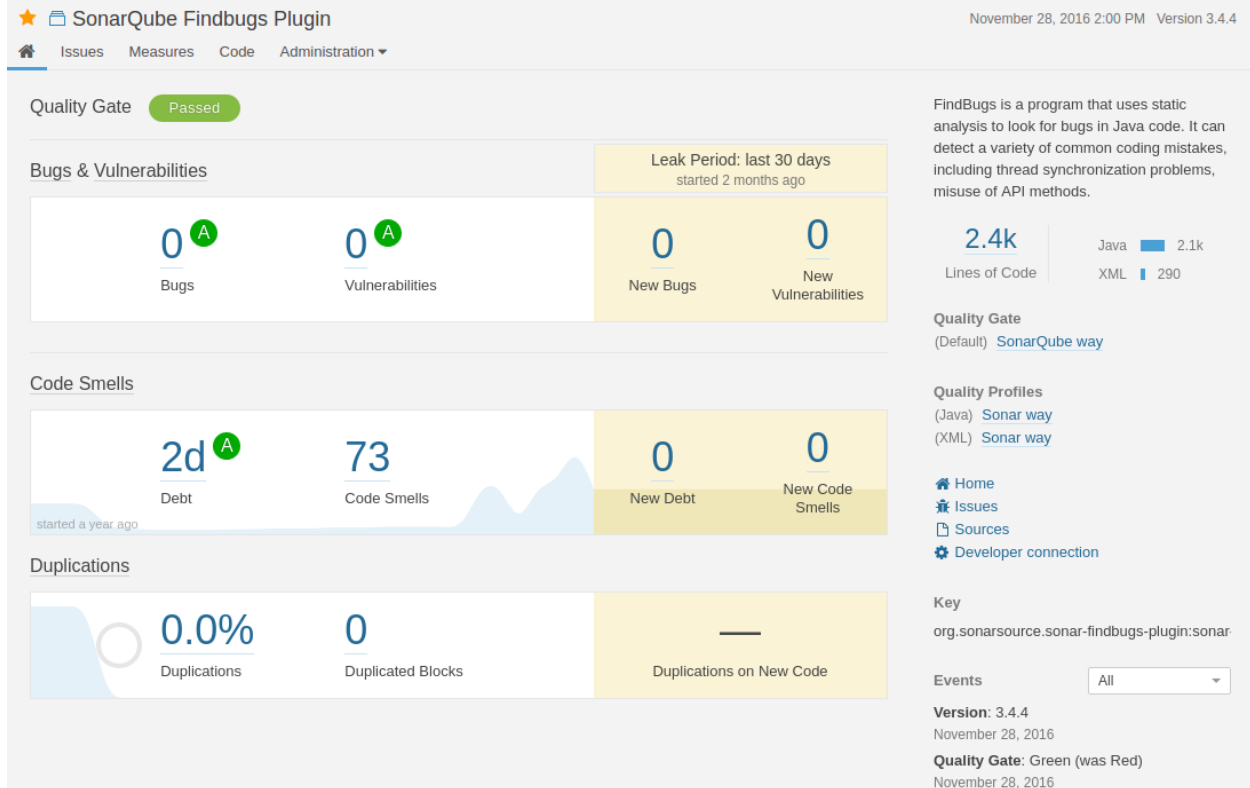 SonarQube Findbugs Plugin
November 28, 2016 2:00 PM Version 3.4.4
Issues Measures Code Administration
Quality Gate Passed
Bugs & Vulnerabilities
Leak Period: last 30 days
started 2 months ago
0 A
Bugs
0 A
Vulnerabilities
0
New Bugs
0
New
Vulnerabilities
Code Smells
2d A
Debt
73
Code Smells
started a year ago
0
New Debt
0
New Code
Smells
Duplications
0.0%
Duplications
0
Duplicated Blocks
—
Duplications on New Code
FindBugs is a program that uses static
analysis to look for bugs in Java code. It can
detect a variety of common coding mistakes,
including thread synchronization problems,
misuse of API methods.
2.4k
Lines of Code
Java 2.1k
XML 290
Quality Gate
(Default) SonarQube way
Quality Profiles
(Java) Sonar way
(XML) Sonar way
Home
Issues
Sources
Developer connection
Key
org.sonarsource.sonar-findbugs-plugin:sonar-
Events All
Version: 3.4.4
November 28, 2016
Quality Gate: Green (was Red)
November 28, 2016